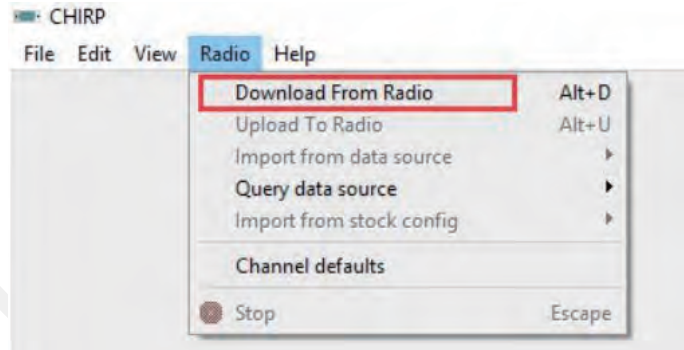 CHIRP
File Edit View Radio Help
Download From Radio Alt+D
Upload To Radio Alt+U
Import from data source
Query data source
Import from stock config
Channel defaults
Stop Escape